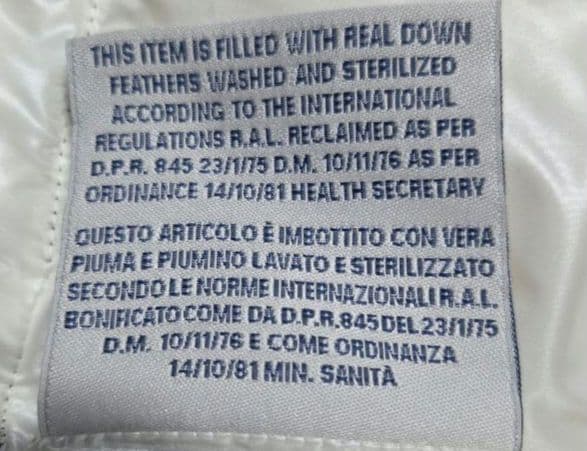 THIS ITEM IS FILLED WITH REAL DOWN
FEATHERS WASHED AND STERILIZED
ACCORDING TO THE INTERNATIONAL
REGULATIONS R.A.L. RECLAIMED AS PER
D.P.R. 845 23/1/75 D.M. 10/11/76 AS PER
ORDINANCE 14/10/81 HEALTH SECRETARY
QUESTO ARTICOLO È IMBOTTITO CON VERA
PIUMA E PIUMINO LAVATO E STERILIZZATO
SECONDO LE NORME INTERNAZIONALI R.A.L.
BONIFICATO COME DA D.P.R. 845 DEL 23/1/75
D.M. 10/11/76 E COME ORDINANZA
14/10/81 MIN. SANITÀ